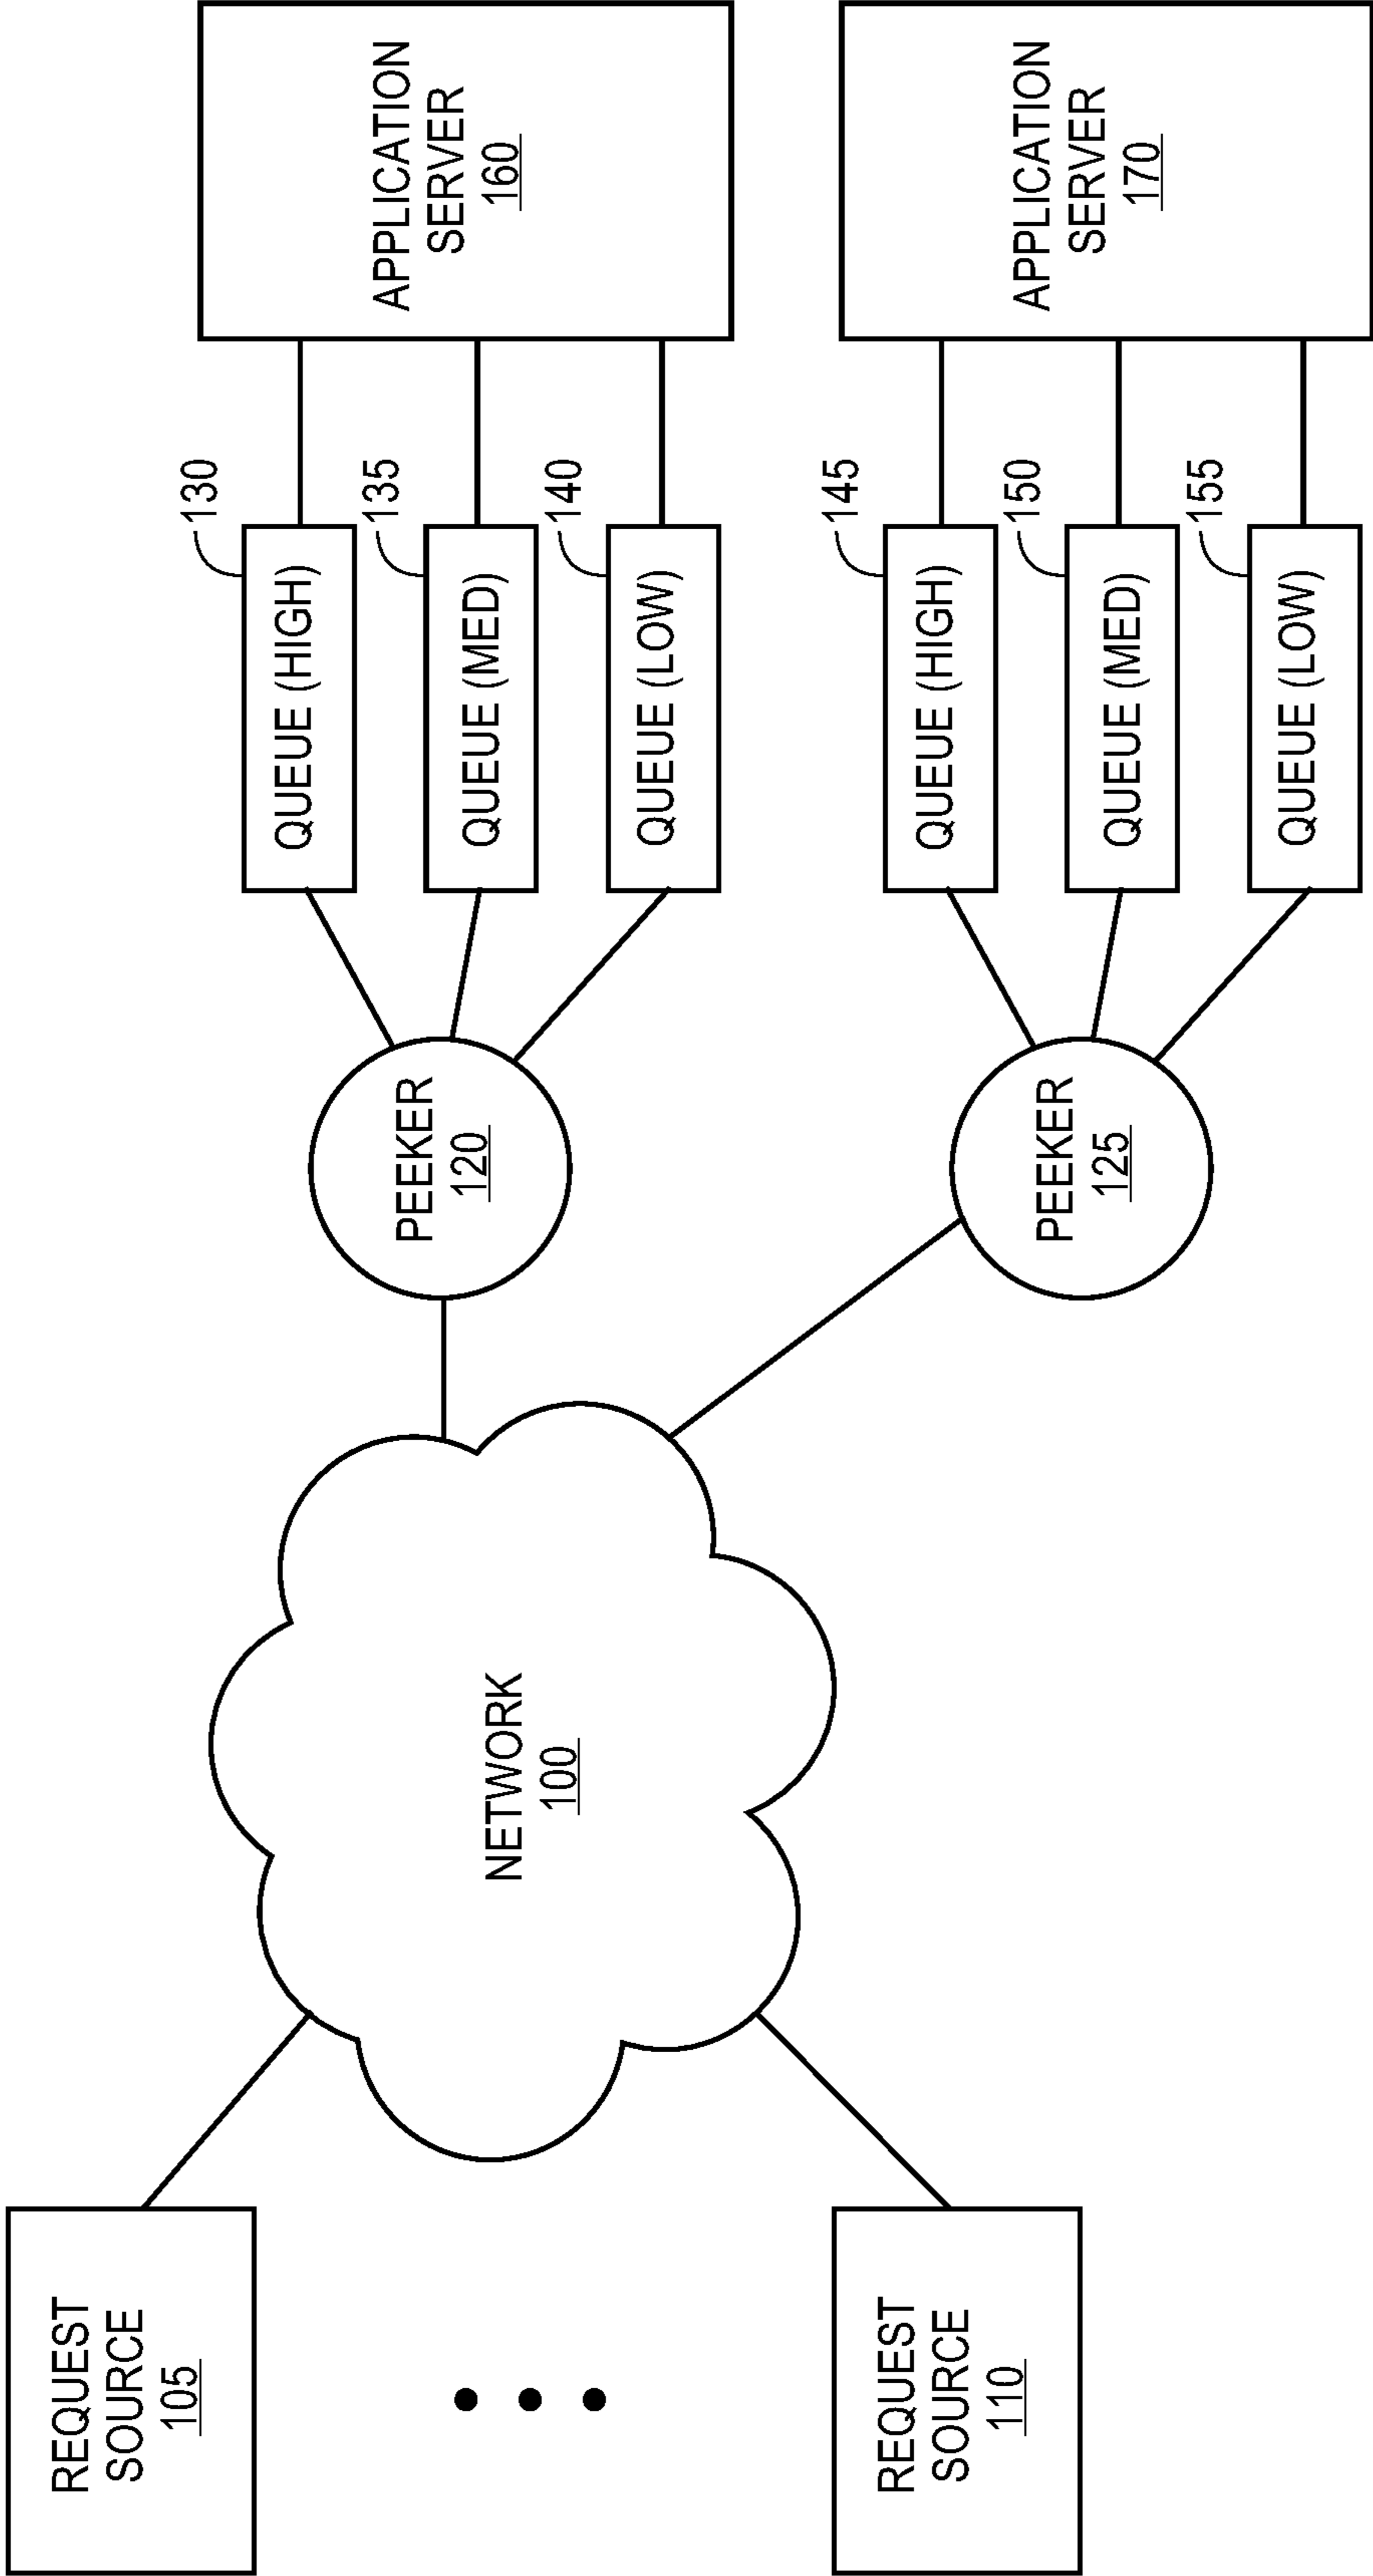 REQUEST
SOURCE
105
REQUEST
SOURCE
110
NETWORK
100
PEEKER
120
PEEKER
125
130
QUEUE (HIGH)
135
QUEUE (MED)
140
QUEUE (LOW)
145
QUEUE (HIGH)
150
QUEUE (MED)
155
QUEUE (LOW)
APPLICATION
SERVER
160
APPLICATION
SERVER
170